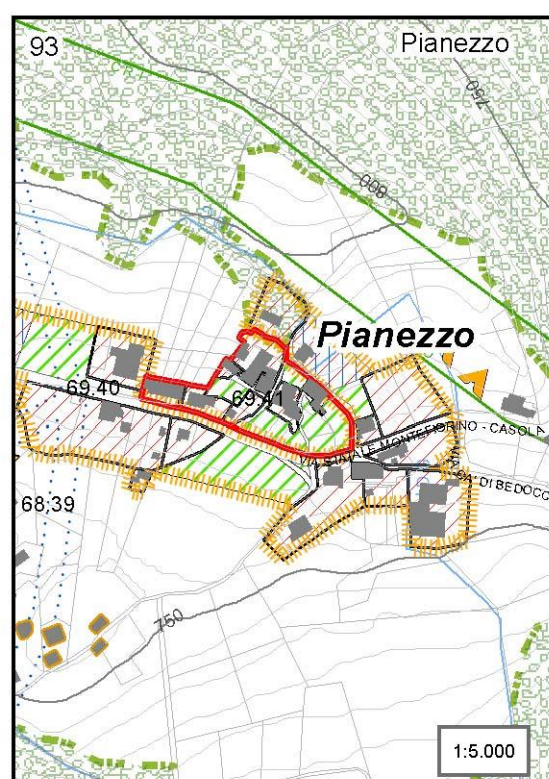 93
Pianezzo
750
800
Pianezzo
69,40
69,41
MONTEFIORINO - CASOLA
DI BEDOCC
68;39
750
1:5.000